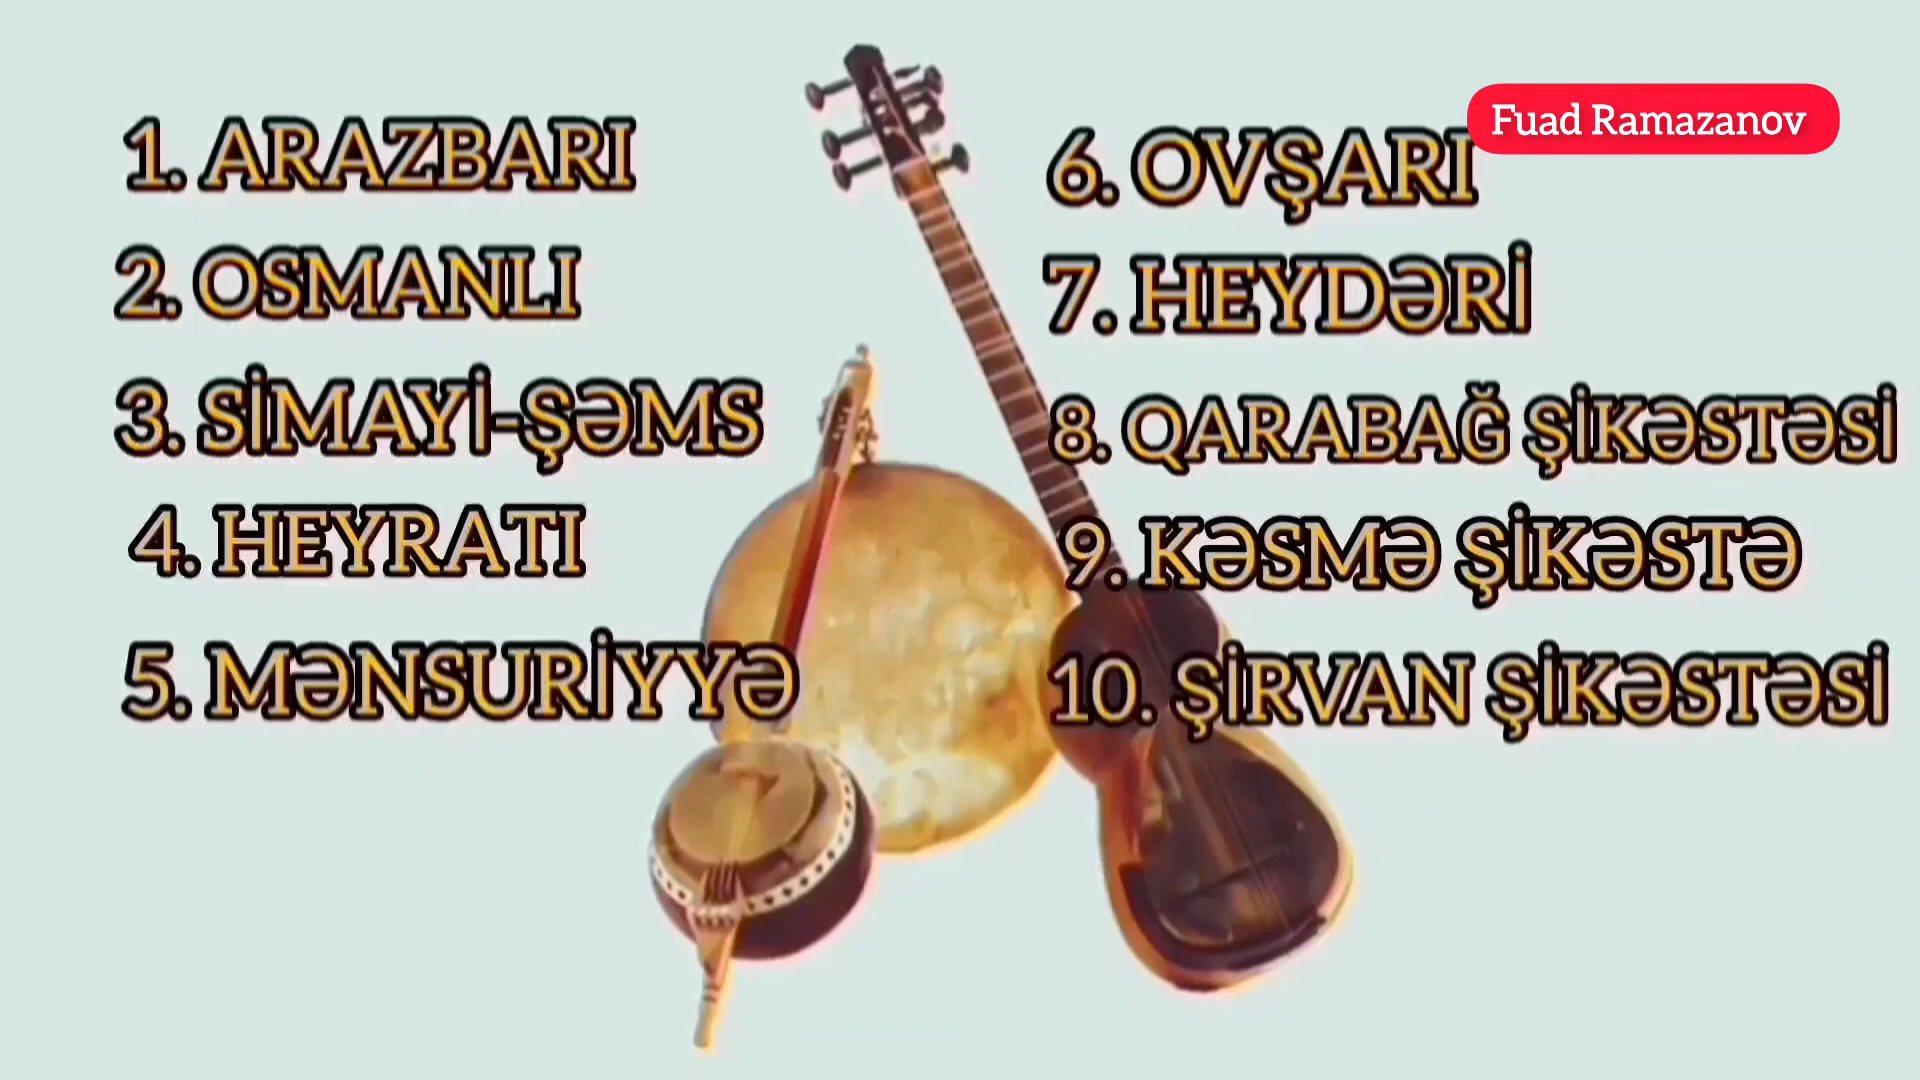 Fuad Ramazanov
1. ARAZBARI
2. OSMANLI
3. SİMAYİ-ŞƏMS
4. HEYRATI
5. MƏNSURİYYƏ
6. OVŞARI
7. HEYDƏRİ
8. QARABAĞ ŞİKƏSTƏSİ
9. KƏSMƏ ŞİKƏSTƏ
10. ŞİRVAN ŞİKƏSTƏSİ